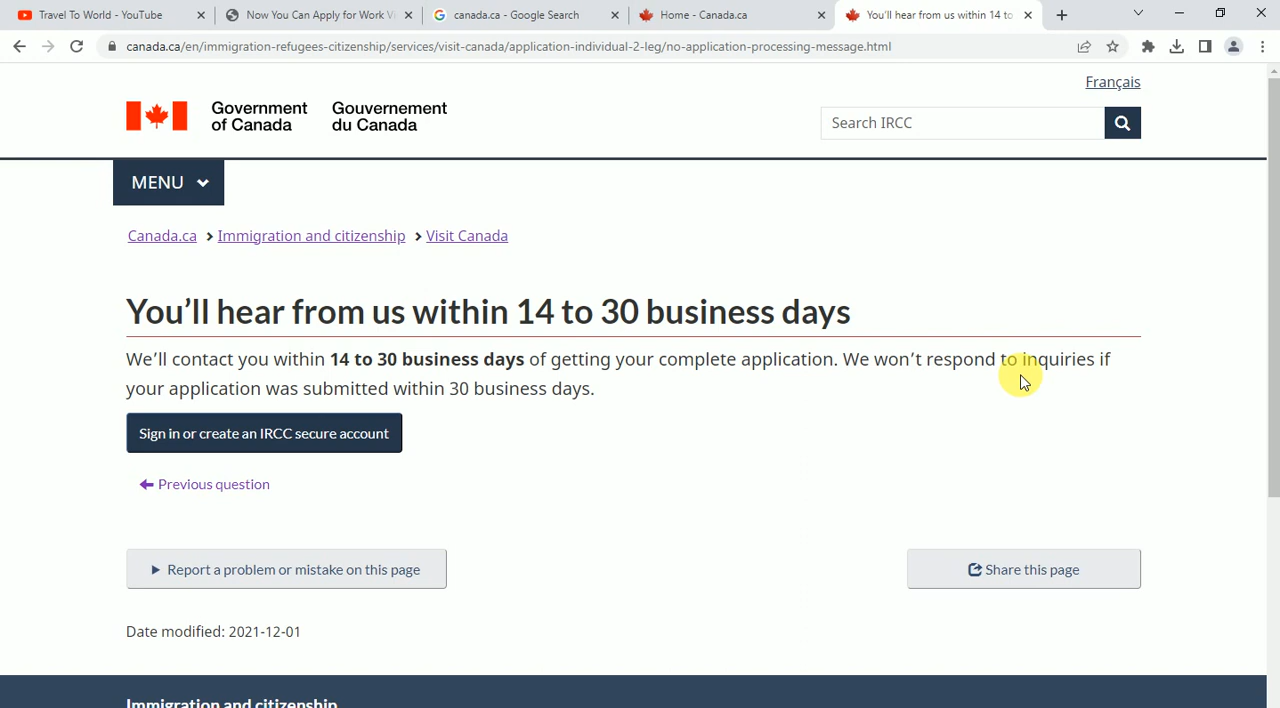 Travel To World - YouTube
Now You Can Apply for Work Vi
canada.ca - Google Search
Home - Canada.ca
You'll hear from us within 14 to
canada.ca/en/immigration-refugees-citizenship/services/visit-canada/application-individual-2-leg/no-application-processing-message.html
Français
Government of Canada
Gouvernement du Canada
Search IRCC
MENU
Canada.ca > Immigration and citizenship > Visit Canada
You'll hear from us within 14 to 30 business days
We'll contact you within 14 to 30 business days of getting your complete application. We won't respond to inquiries if
your application was submitted within 30 business days.
Sign in or create an IRCC secure account
Previous question
Report a problem or mistake on this page
Share this page
Date modified: 2021-12-01
Immigration and citizenship